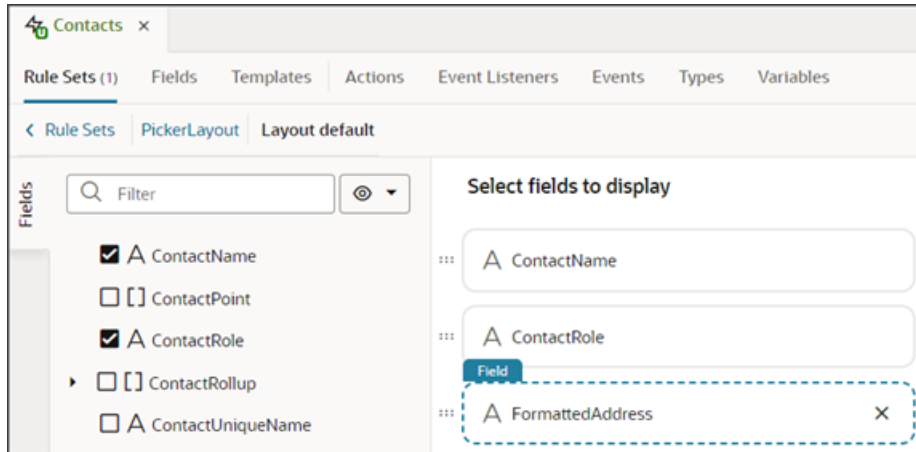 Contacts
Rule Sets (1) Fields Templates Actions Event Listeners Events Types Variables
Rule Sets PickerLayout Layout default
Fields
Filter
Select fields to display
A ContactName
[ ] ContactPoint
A ContactRole
[ ] ContactRollup
A ContactUniqueName
A ContactName
A ContactRole
Field
A FormattedAddress